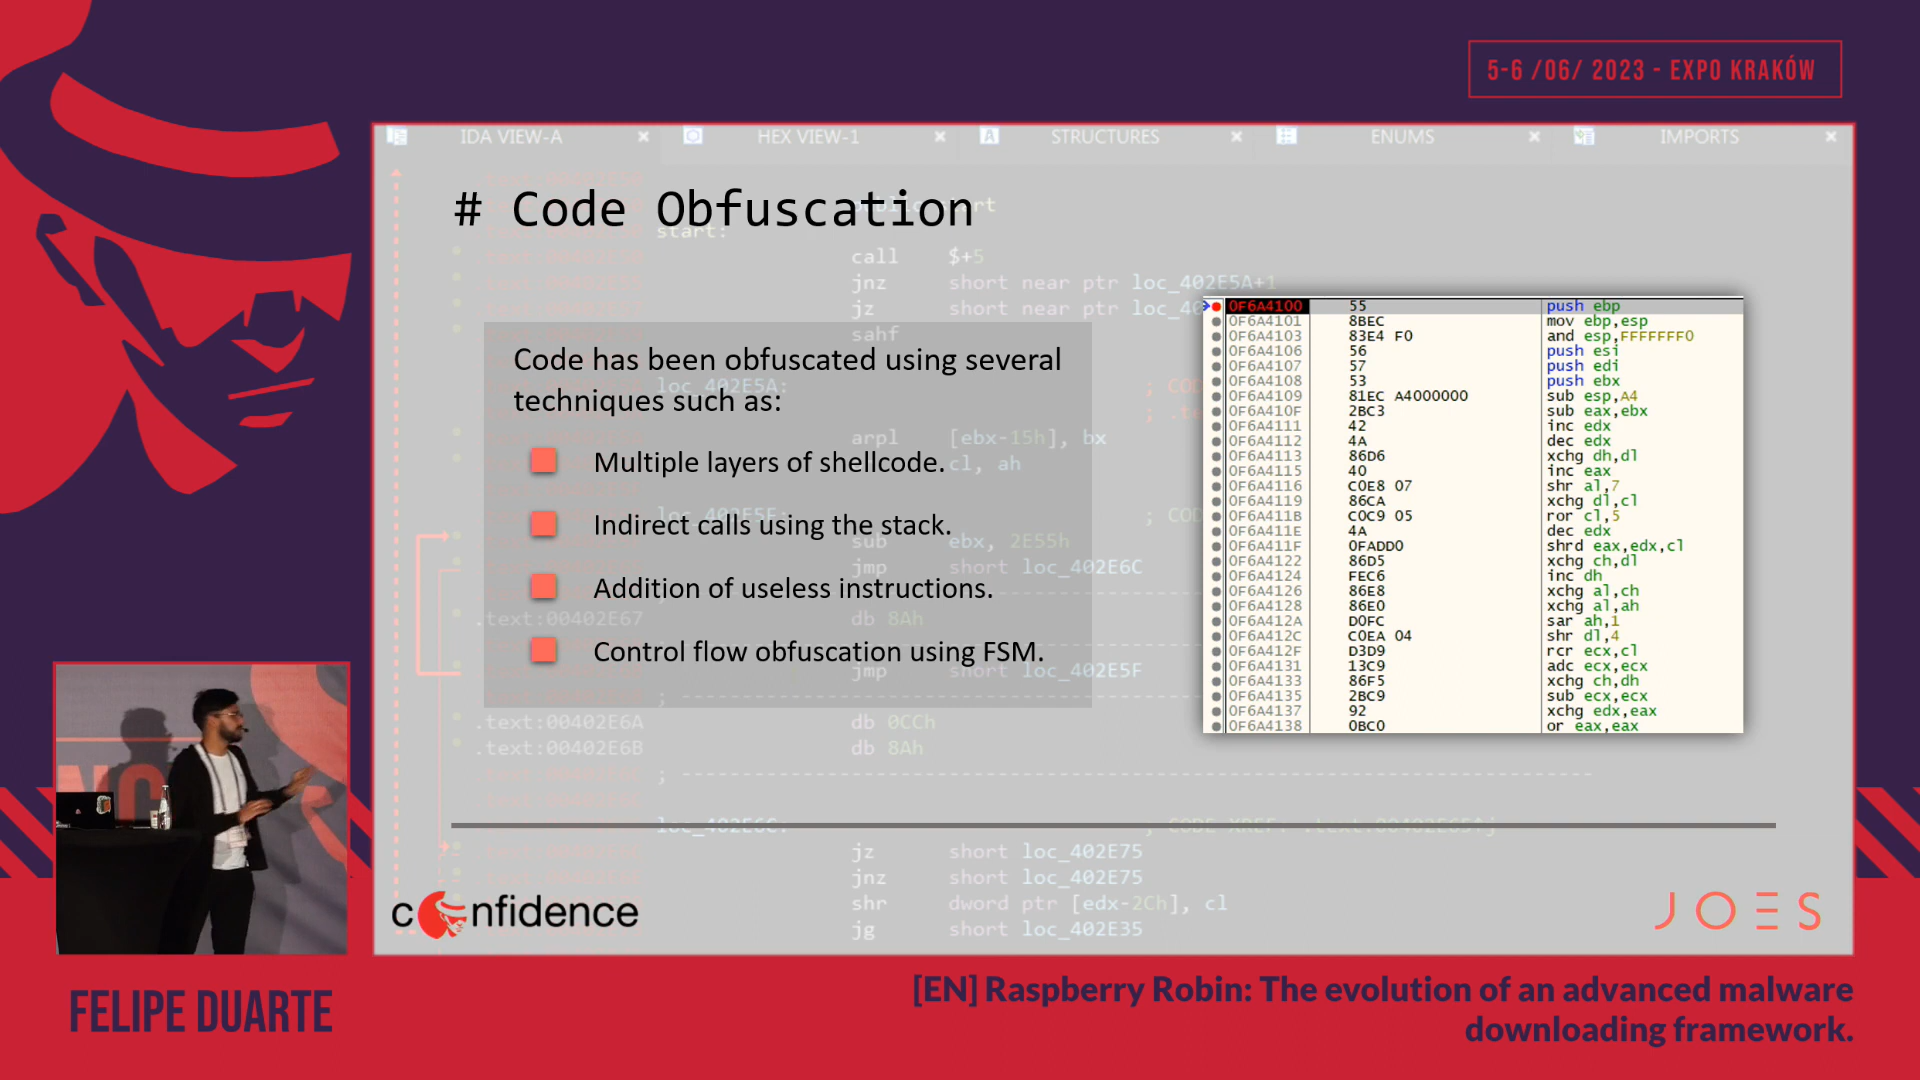 5-6 /06/ 2023 - EXPO KRAKÓW
IDA VIEW-A
HEX VIEW-1
STRUCTURES
ENUMS
IMPORTS
# Code Obfuscation
start:
call $+5
jnz short near ptr loc_402E5A+1
jz short near ptr
sahf
Code has been obfuscated using several
techniques such as:
loc_402E5A:
arpl [ebx-15h], bx
cl, ah
Multiple layers of shellcode.
Indirect calls using the stack.
sub ebx, 2E55h
jmp short loc_402E6C
Addition of useless instructions.
.text:00402E67 db 8Ah
Control flow obfuscation using FSM.
jmp short loc_402E5F
.text:00402E6A db 0CCh
.text:00402E6B db 8Ah
loc_402E6C: ; CODE XREF: .text:00402E65↑j
jz short loc_402E75
jnz short loc_402E75
shr dword ptr [edx-2Ch], cl
jg short loc_402E35
0F6A4100 55 push ebp
0F6A4101 8BEC mov ebp,esp
0F6A4103 83E4 F0 and esp,FFFFFFF0
0F6A4106 56 push esi
0F6A4107 57 push edi
0F6A4108 53 push ebx
0F6A4109 81EC A4000000 sub esp,A4
0F6A410F 2BC3 sub eax,ebx
0F6A4111 42 inc edx
0F6A4112 4A dec edx
0F6A4113 86D6 xchg dh,dl
0F6A4115 40 inc eax
0F6A4116 C0E8 07 shr al,7
0F6A4119 86CA xchg dl,cl
0F6A411B C0C9 05 ror cl,5
0F6A411E 4A dec edx
0F6A411F 0FADD0 shrd eax,edx,cl
0F6A4122 86D5 xchg ch,dl
0F6A4124 FEC6 inc dh
0F6A4126 86E8 xchg al,ch
0F6A4128 86E0 xchg al,ah
0F6A412A D0FC sar ah,1
0F6A412C C0EA 04 shr dl,4
0F6A412F D3D9 rcr ecx,cl
0F6A4131 13C9 adc ecx,ecx
0F6A4133 86F5 xchg ch,dh
0F6A4135 2BC9 sub ecx,ecx
0F6A4137 92 xchg edx,eax
0F6A4138 0BC0 or eax,eax
confidence
JOES
FELIPE DUARTE
[EN] Raspberry Robin: The evolution of an advanced malware
downloading framework.